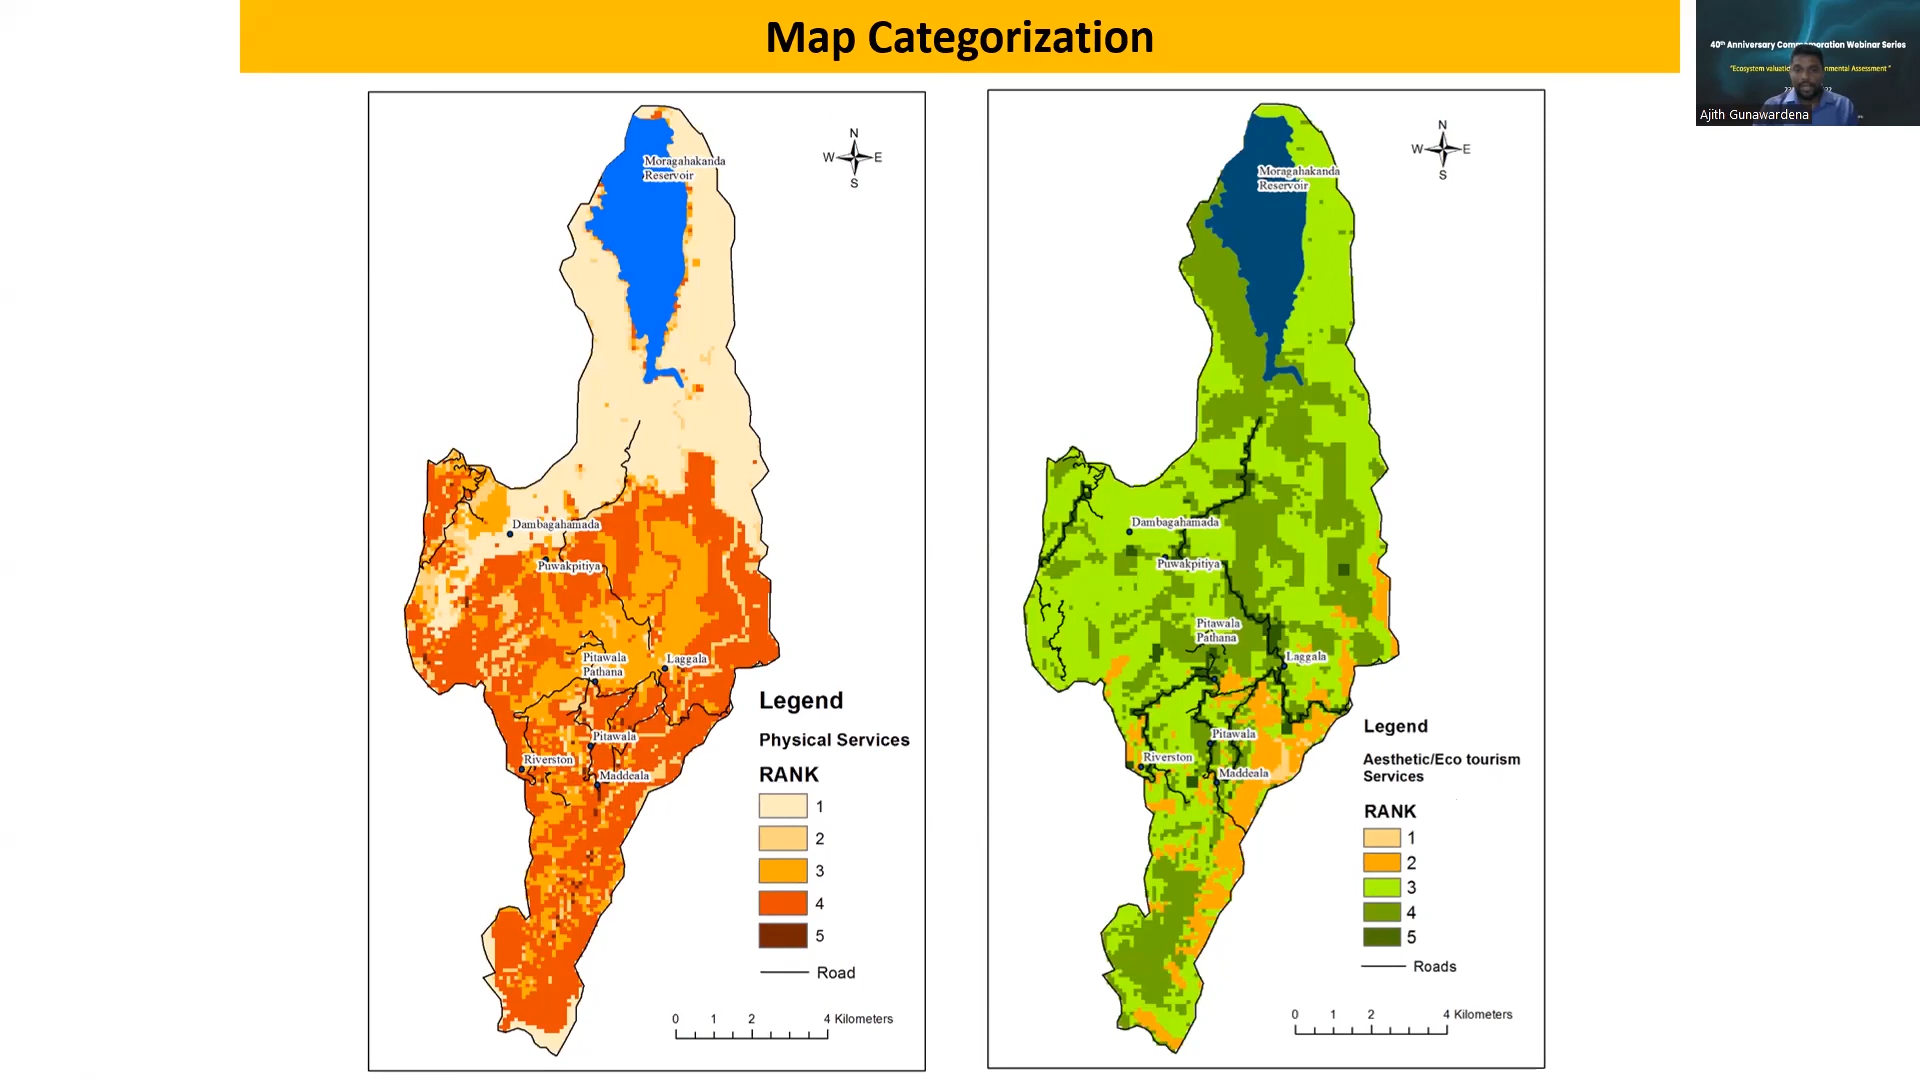 Map Categorization
N
W E
S
Moragahakanda
Reservoir
Dambagahamada
Puwakpitiya
Pitawala
Pathana
Laggala
Pitawala
Riverston
Maddeala
Legend
Physical Services
RANK
1
2
3
4
5
Road
0 1 2 4 Kilometers
N
W E
S
Moragahakanda
Reservoir
Dambagahamada
Puwakpitiya
Pitawala
Pathana
Laggala
Pitawala
Riverston
Maddeala
Legend
Aesthetic/Eco tourism
Services
RANK
1
2
3
4
5
Roads
0 1 2 4 Kilometers
40th Anniversary Commemoration Webinar Series
"Ecosystem Assessment"
Ajith Gunawardena